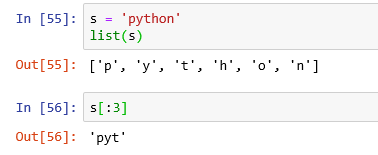 In [55]: s = 'python'
list(s)
Out[55]: ['p', 'y', 't', 'h', 'o', 'n']
In [56]: s[:3]
Out[56]: 'pyt'